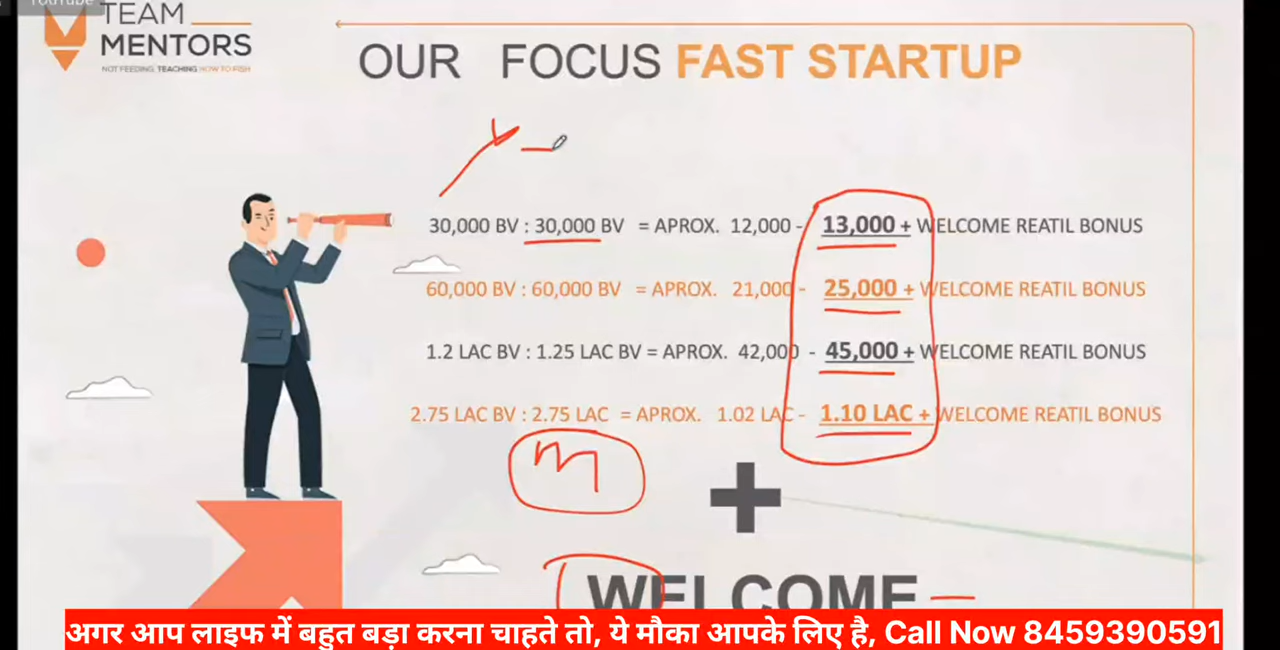 YouTube
TEAM
MENTORS
NOT FEEDING, TEACHING HOW TO FISH
OUR FOCUS FAST STARTUP
30,000 BV : 30,000 BV = APROX. 12,000 - 13,000 + WELCOME REATIL BONUS
60,000 BV : 60,000 BV = APROX. 21,000 - 25,000 + WELCOME REATIL BONUS
1.2 LAC BV : 1.25 LAC BV = APROX. 42,000 - 45,000 + WELCOME REATIL BONUS
2.75 LAC BV : 2.75 LAC = APROX. 1.02 LAC - 1.10 LAC + WELCOME REATIL BONUS
m
+
WELCOME
अगर आप लाइफ में बहुत बड़ा करना चाहते तो, ये मौका आपके लिए है, Call Now 8459390591